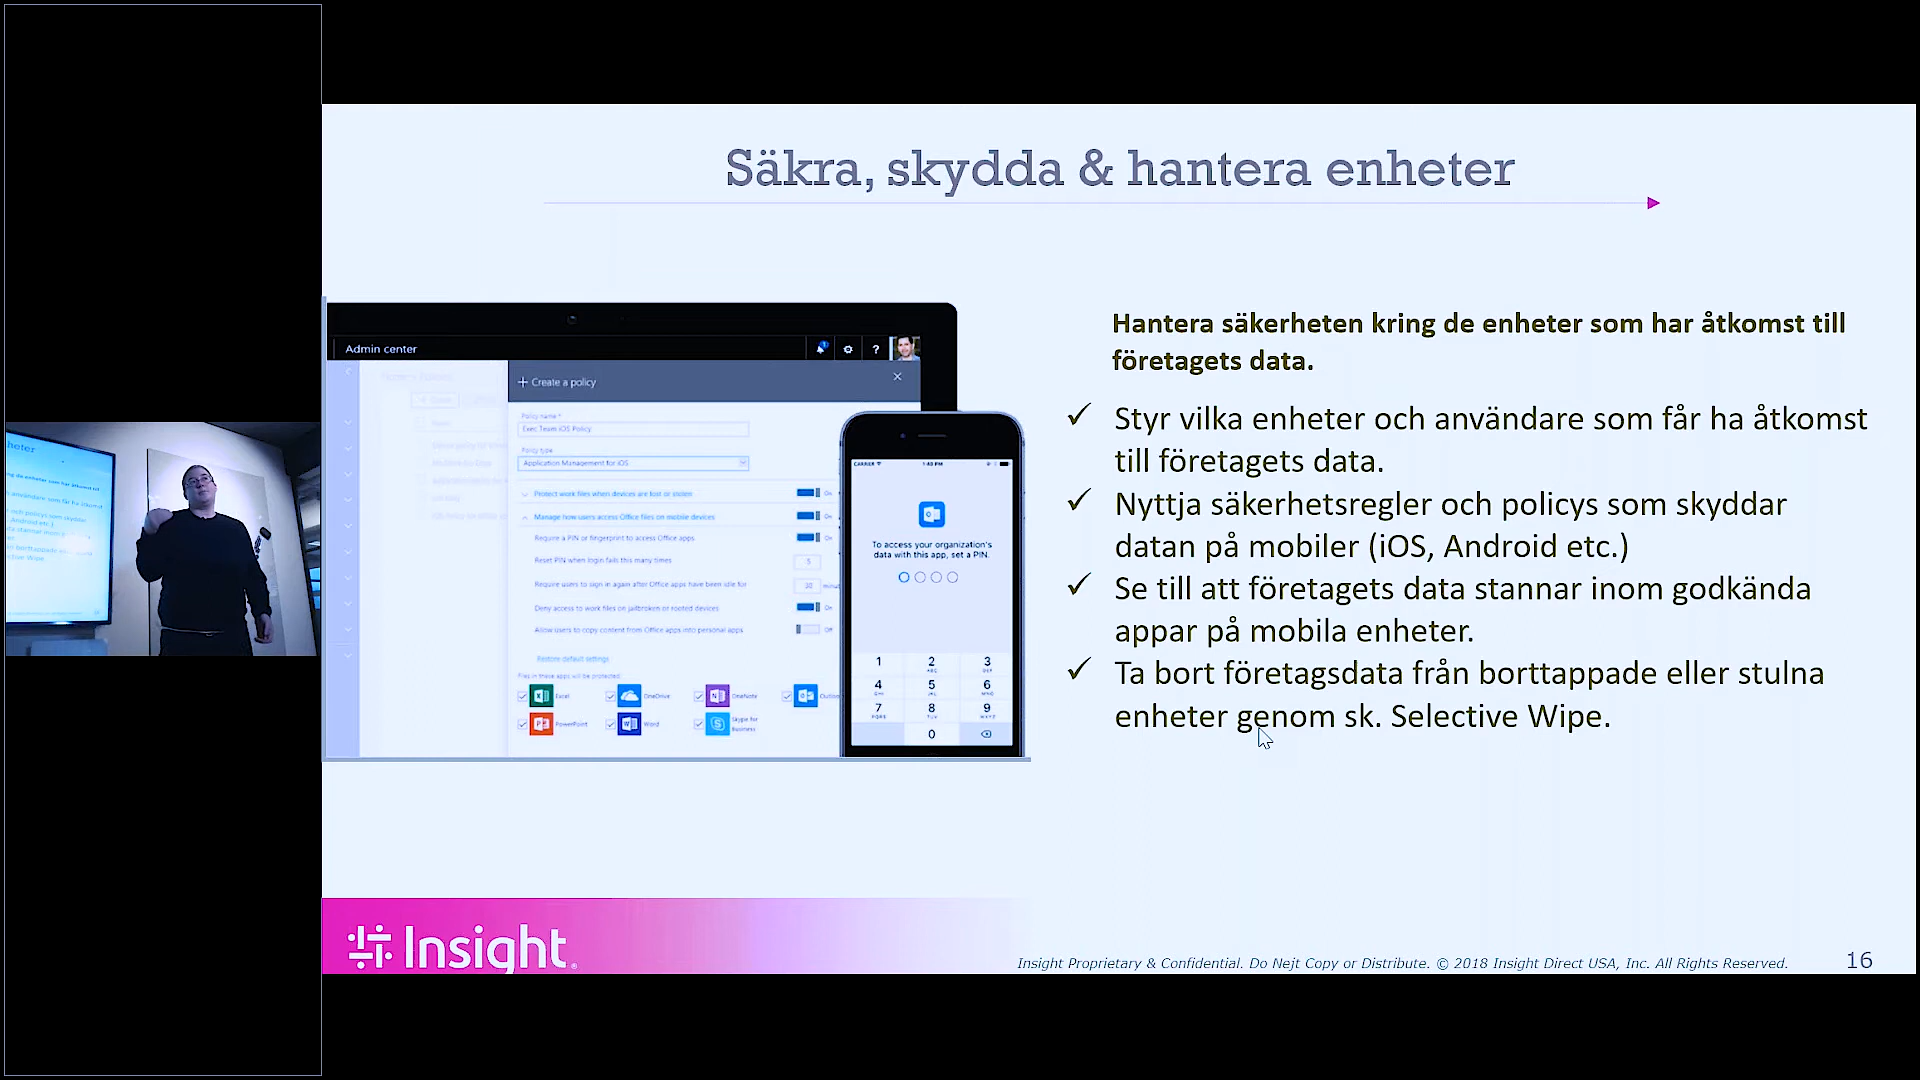 Säkra, skydda & hantera enheter
Admin center
Create a policy
Policy name *
Exec Team iOS Policy
Policy type
Application Management for iOS
Protect work files when devices are lost or stolen
On
Manage how users access Office files on mobile devices
On
Require a PIN or fingerprint to access Office apps
On
Reset PIN when login fails this many times
5
Require users to sign in again after Office apps have been idle for
30
Deny access to work files on jailbroken or rooted devices
On
Allow users to copy content from Office apps into personal apps
Off
Restore default settings
Files in these apps will be protected
Excel
OneDrive
OneNote
PowerPoint
Word
Skype for
Business
CARRIER
To access your organization's
data with this app, set a PIN.
1 2 3
ABC DEF
4 5 6
GHI JKL MNO
7 8 9
PQRS TUV WXYZ
0
Hantera säkerheten kring de enheter som har åtkomst till
företagets data.
Styr vilka enheter och användare som får ha åtkomst
till företagets data.
Nyttja säkerhetsregler och policys som skyddar
datan på mobiler (iOS, Android etc.)
Se till att företagets data stannar inom godkända
appar på mobila enheter.
Ta bort företagsdata från borttappade eller stulna
enheter genom sk. Selective Wipe.
Insight
Insight Proprietary & Confidential. Do Nejt Copy or Distribute. © 2018 Insight Direct USA, Inc. All Rights Reserved.
16